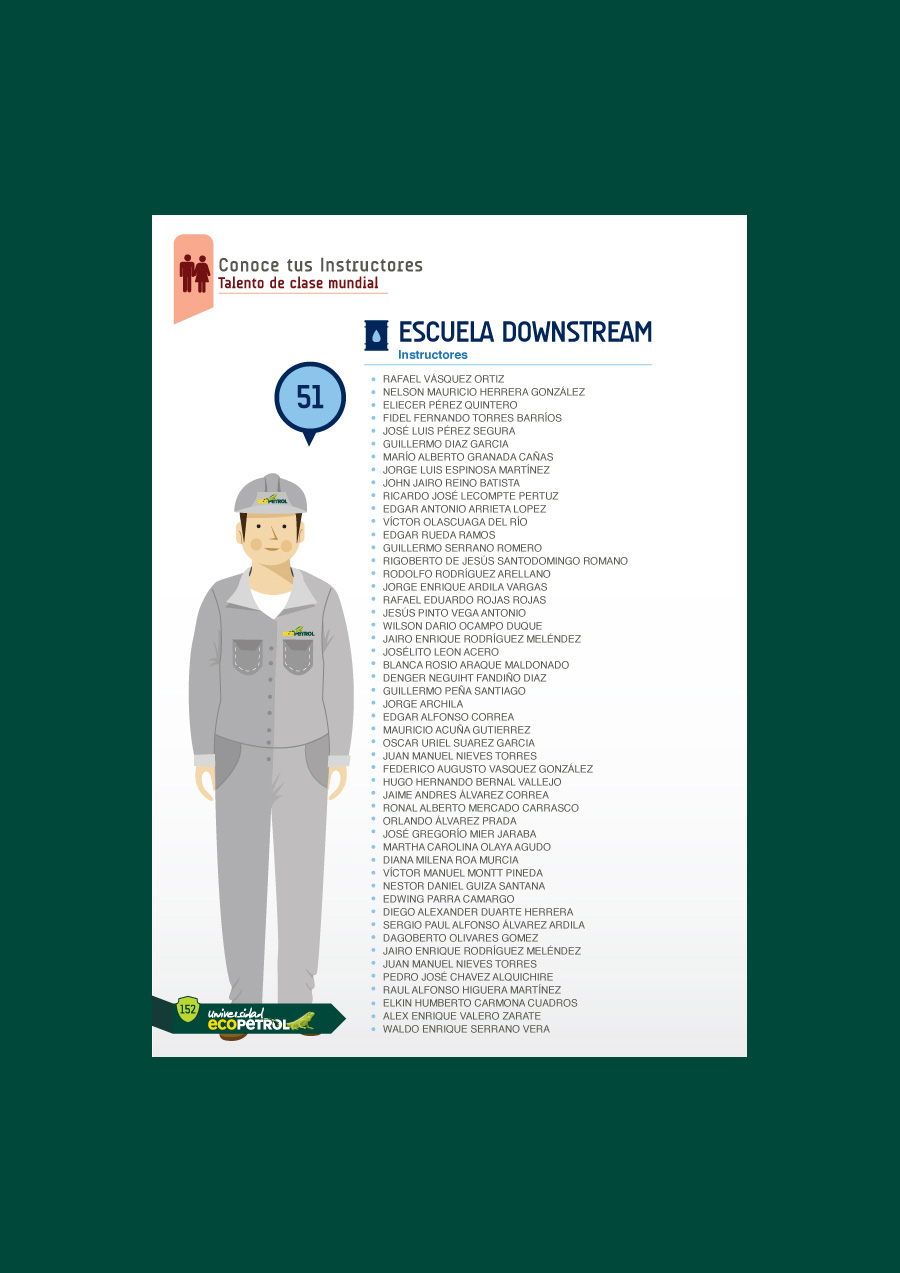 Conoce tus Instructores
Talento de clase mundial
ESCUELA DOWNSTREAM
Instructores
51
RAFAEL VÁSQUEZ ORTIZ
NELSON MAURICIO HERRERA GONZÁLEZ
ELIECER PÉREZ QUINTERO
FIDEL FERNANDO TORRES BARRÍOS
JOSÉ LUIS PÉREZ SEGURA
GUILLERMO DIAZ GARCIA
MARÍO ALBERTO GRANADA CAÑAS
JORGE LUIS ESPINOSA MARTÍNEZ
JOHN JAIRO REINO BATISTA
RICARDO JOSÉ LECOMPTE PERTUZ
EDGAR ANTONIO ARRIETA LOPEZ
VÍCTOR OLASCUAGA DEL RÍO
EDGAR RUEDA RAMOS
GUILLERMO SERRANO ROMERO
RIGOBERTO DE JESÚS SANTODOMINGO ROMANO
RODOLFO RODRÍGUEZ ARELLANO
JORGE ENRIQUE ARDILA VARGAS
RAFAEL EDUARDO ROJAS ROJAS
JESÚS PINTO VEGA ANTONIO
WILSON DARIO OCAMPO DUQUE
JAIRO ENRIQUE RODRÍGUEZ MELÉNDEZ
JOSÉLITO LEON ACERO
BLANCA ROSIO ARAQUE MALDONADO
DENGER NEGUIHT FANDIÑO DIAZ
GUILLERMO PEÑA SANTIAGO
JORGE ARCHILA
EDGAR ALFONSO CORREA
MAURICIO ACUÑA GUTIERREZ
OSCAR URIEL SUAREZ GARCIA
JUAN MANUEL NIEVES TORRES
FEDERICO AUGUSTO VASQUEZ GONZÁLEZ
HUGO HERNANDO BERNAL VALLEJO
JAIME ANDRES ÁLVAREZ CORREA
RONAL ALBERTO MERCADO CARRASCO
ORLANDO ÁLVAREZ PRADA
JOSÉ GREGORÍO MIER JARABA
MARTHA CAROLINA OLAYA AGUDO
DIANA MILENA ROA MURCIA
VÍCTOR MANUEL MONTT PINEDA
NESTOR DANIEL GUIZA SANTANA
EDWING PARRA CAMARGO
DIEGO ALEXANDER DUARTE HERRERA
SERGIO PAUL ALFONSO ÁLVAREZ ARDILA
DAGOBERTO OLIVARES GOMEZ
JAIRO ENRIQUE RODRÍGUEZ MELÉNDEZ
JUAN MANUEL NIEVES TORRES
PEDRO JOSÉ CHAVEZ ALQUICHIRE
RAUL ALFONSO HIGUERA MARTÍNEZ
ELKIN HUMBERTO CARMONA CUADROS
ALEX ENRIQUE VALERO ZARATE
WALDO ENRIQUE SERRANO VERA
ECOPETROL
ECOPETROL
152
universidad
ECOPETROL